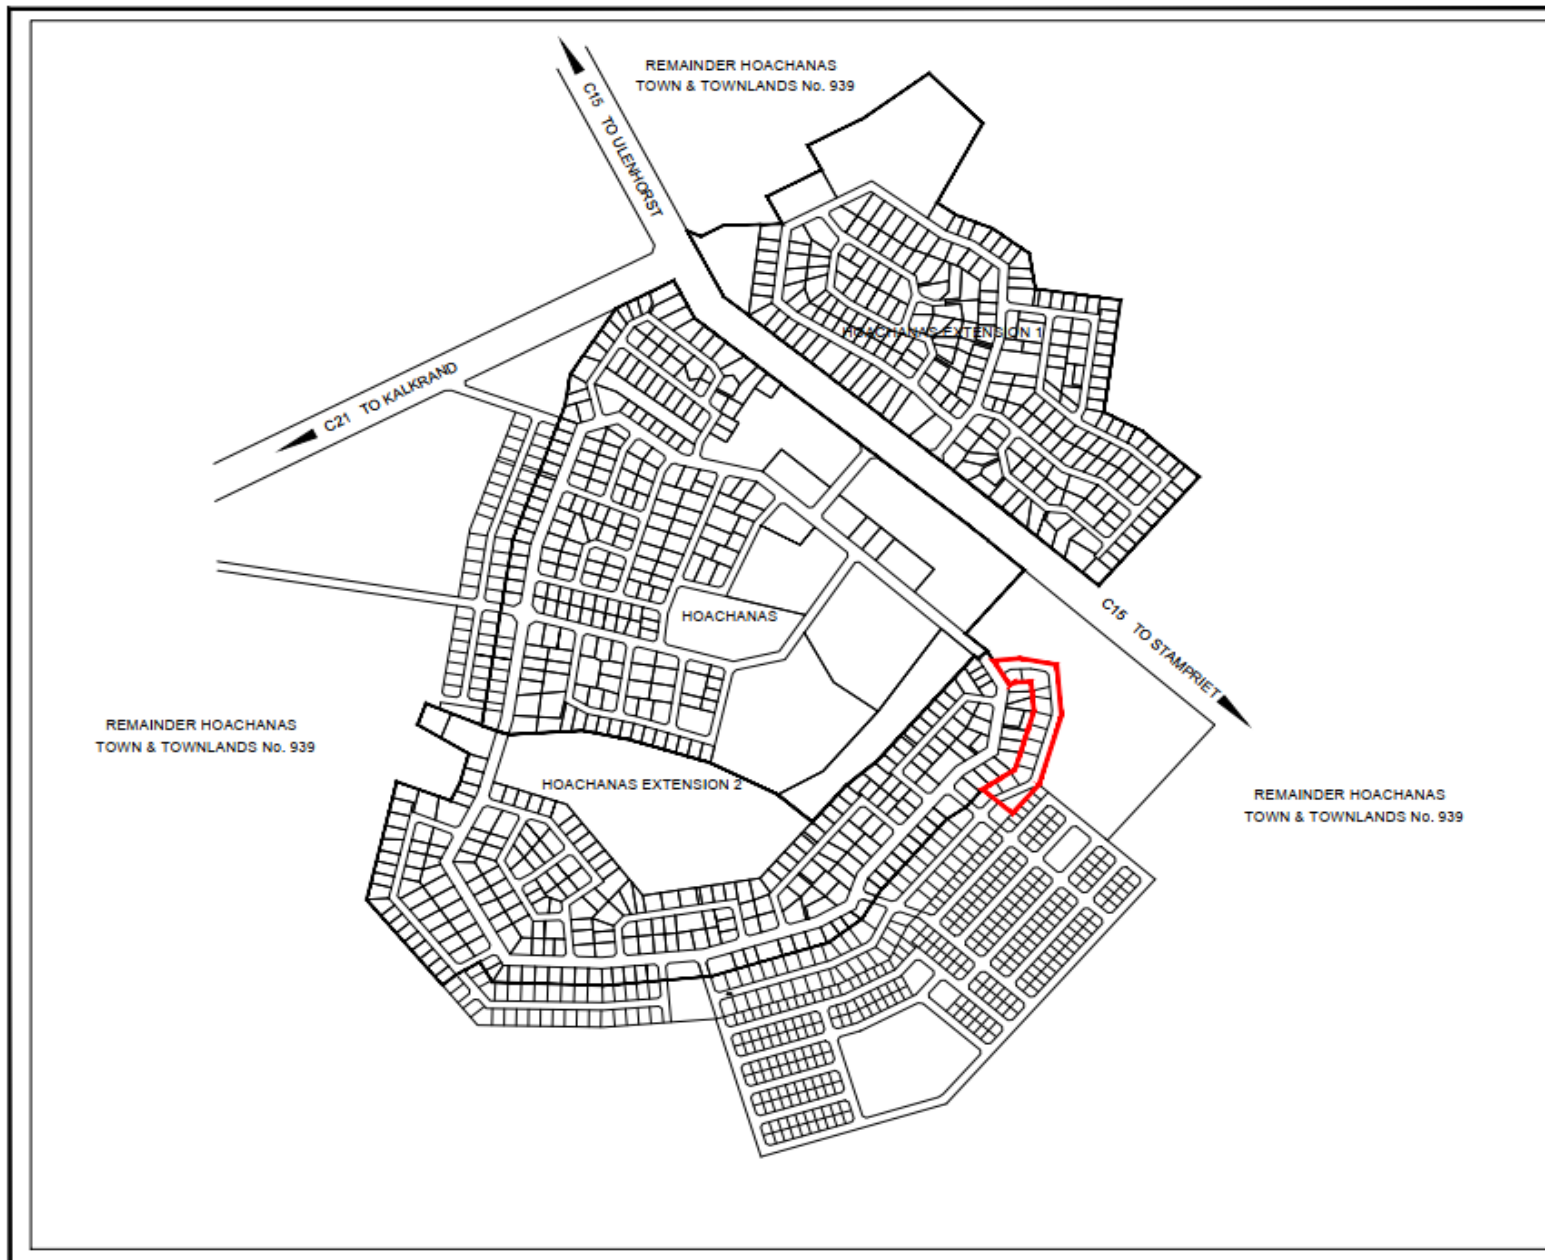 REMAINDER HOACHANAS
TOWN & TOWNLANDS No. 939
C15 TO ULENHORST
HOACHANAS EXTENSION 1
C21 TO KALKRAND
HOACHANAS
C15 TO STAMPRIET
REMAINDER HOACHANAS
TOWN & TOWNLANDS No. 939
HOACHANAS EXTENSION 2
REMAINDER HOACHANAS
TOWN & TOWNLANDS No. 939